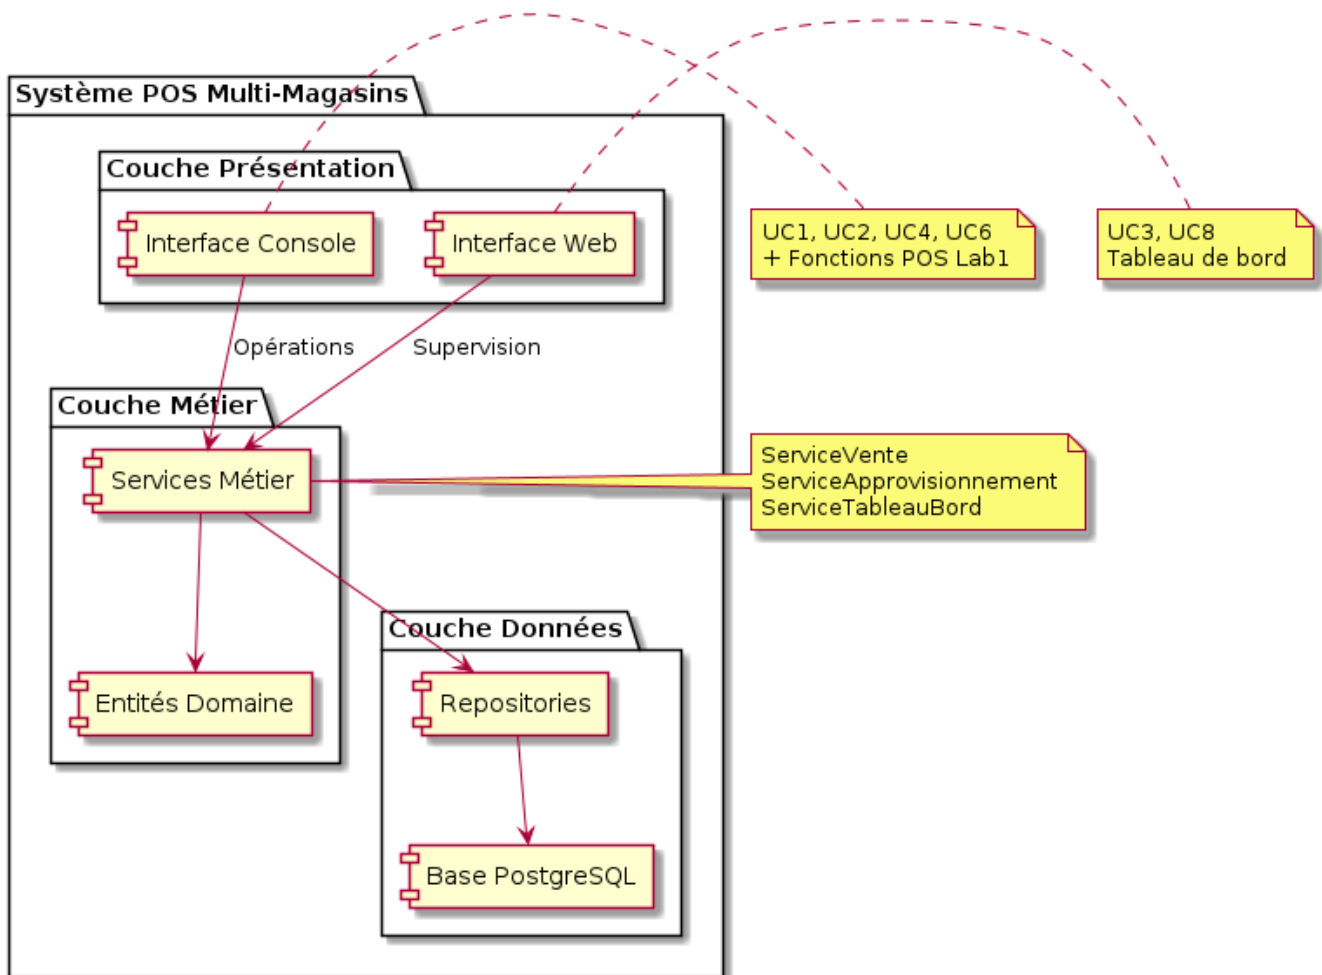 Système POS Multi-Magasins
Couche Présentation
Interface Console
Interface Web
UC1, UC2, UC4, UC6
+ Fonctions POS Lab1
UC3, UC8
Tableau de bord
Opérations
Supervision
Couche Métier
Services Métier
ServiceVente
ServiceApprovisionnement
ServiceTableauBord
Couche Données
Entités Domaine
Repositories
Base PostgreSQL